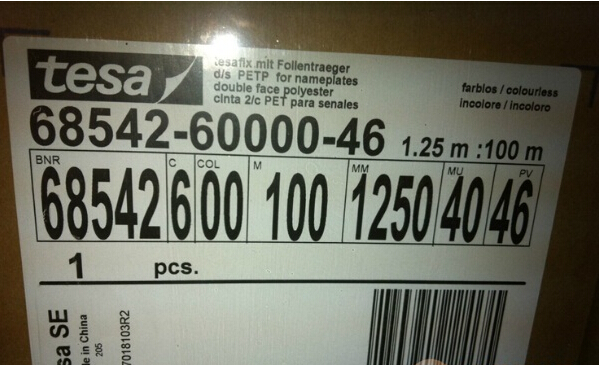 tesa
tesafix mit Follentraeger
d/s PETP for nameplates
double face polyester
cinta 2/c PET para senales
farblos / colourless
incolore / incoloro
68542-60000-46 1.25 m :100 m
BNR C COL M MM MU PV
68542 6 00 100 1250 40 46
1 pcs.
sa SE
de in China
205
7018103R2